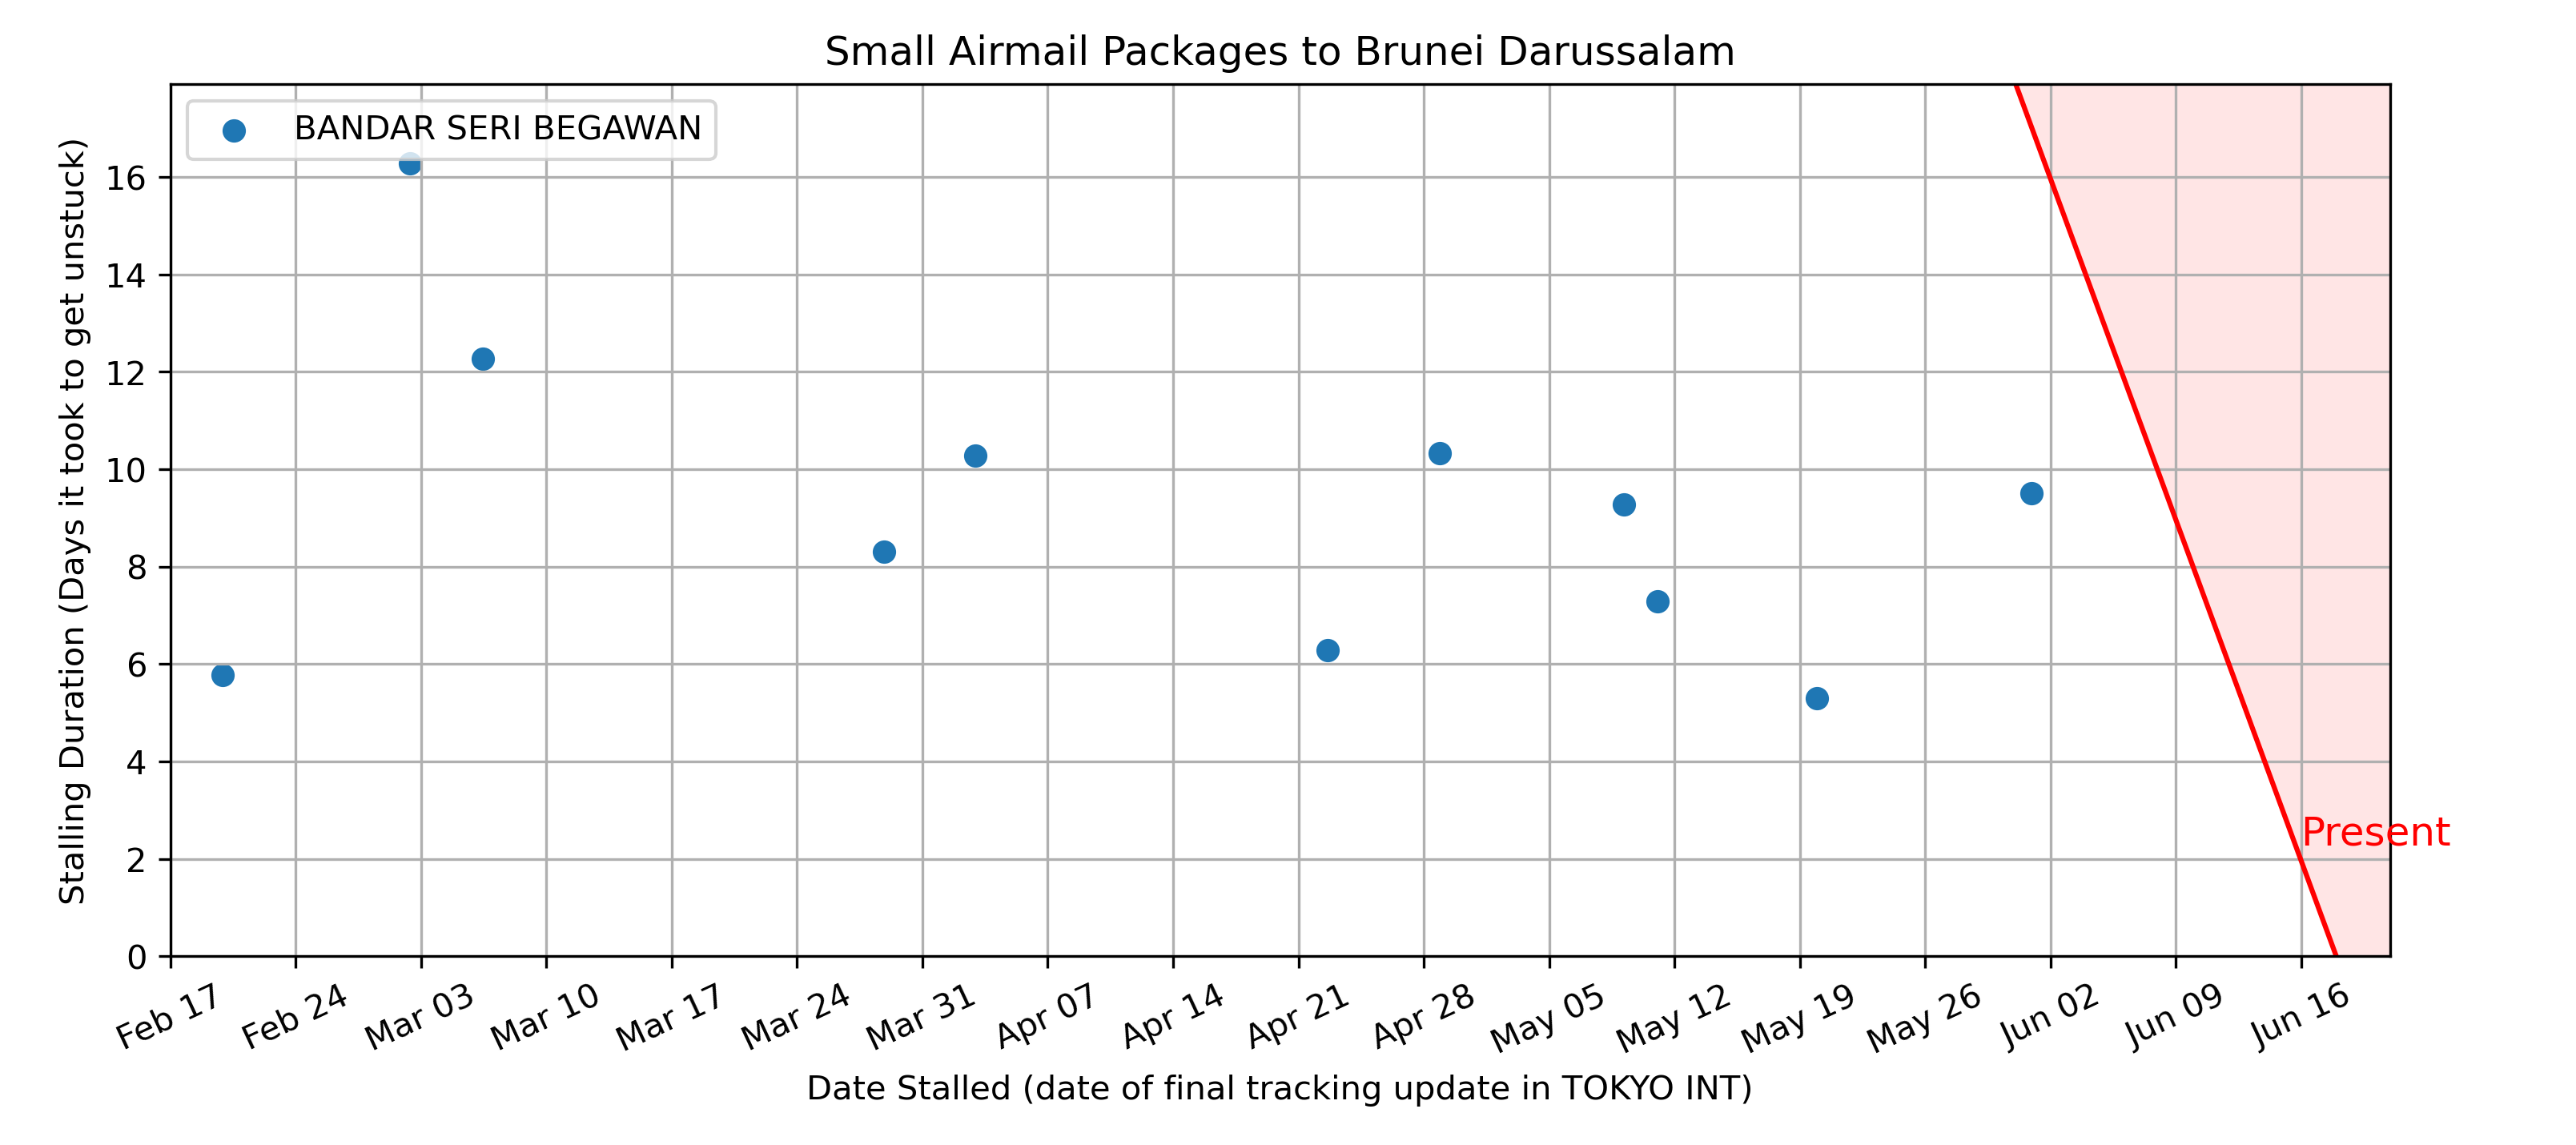 Small Airmail Packages to Brunei Darussalam
BANDAR SERI BEGAWAN
Stalling Duration (Days it took to get unstuck)
16
14
12
10
8
6
4
2
0
Present
Feb 17
Feb 24
Mar 03
Mar 10
Mar 17
Mar 24
Mar 31
Apr 07
Apr 14
Apr 21
Apr 28
May 05
May 12
May 19
May 26
Jun 02
Jun 09
Jun 16
Date Stalled (date of final tracking update in TOKYO INT)